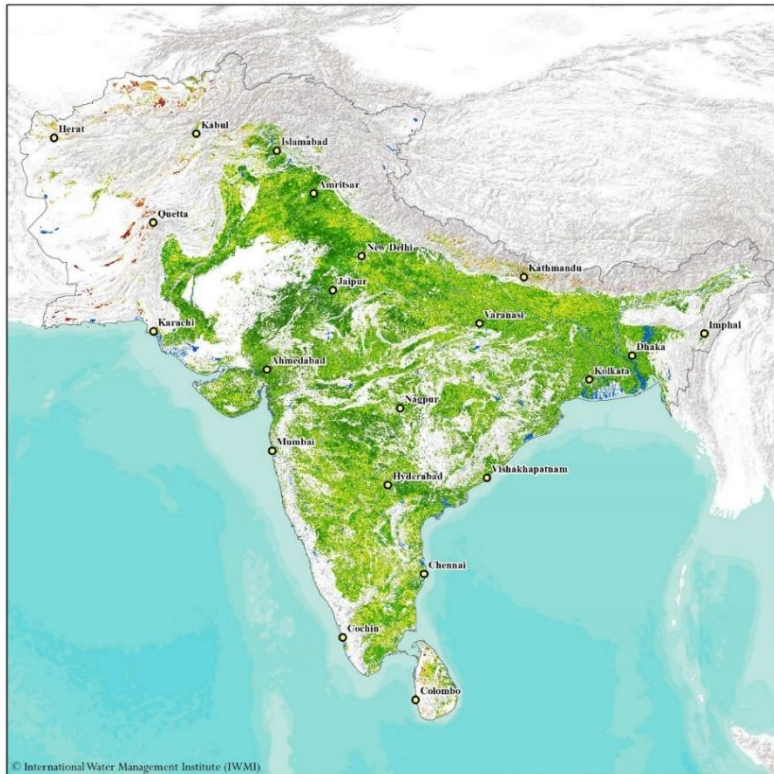 Herat
Kabul
Islamabad
Amritsar
Quetta
New Delhi
Kathmandu
Jaipur
Varanasi
Karachi
Imphal
Dhaka
Ahmedabad
Kolkata
Nagpur
Mumbai
Vishakhapatnam
Hyderabad
Chennai
Cochin
Colombo
© International Water Management Institute (IWMI)